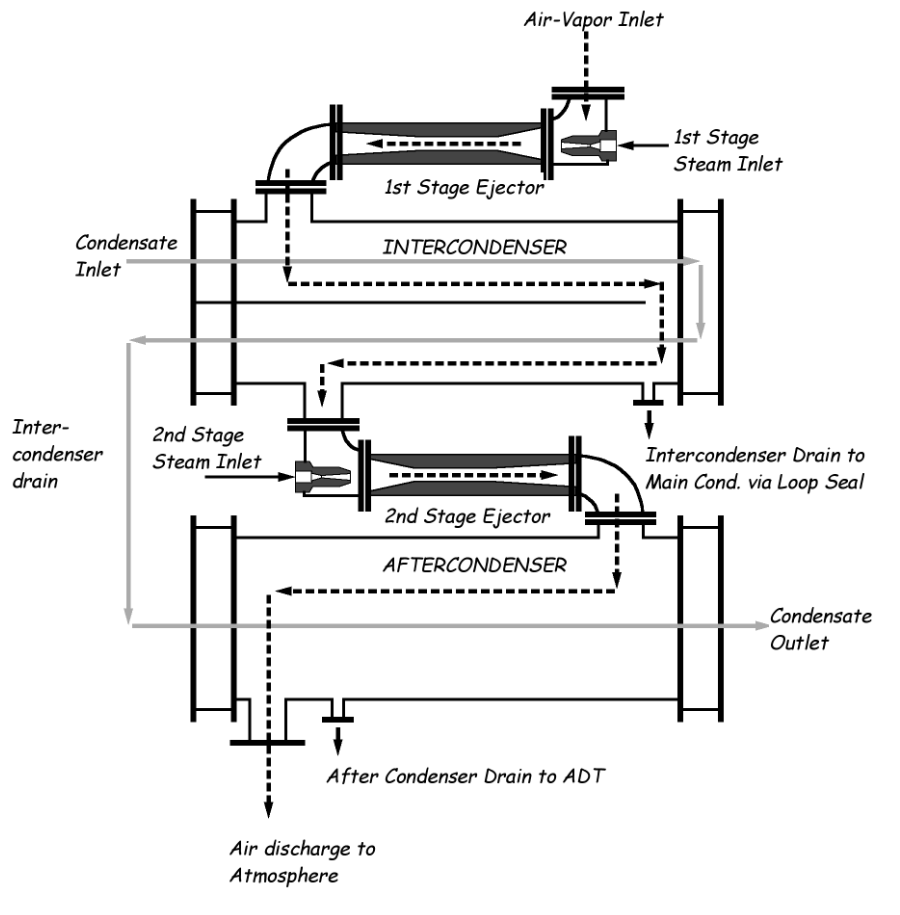 Air-Vapor Inlet
1st Stage
Steam Inlet
1st Stage Ejector
Condensate
Inlet
INTERCONDENSER
Inter-
condenser
drain
2nd Stage
Steam Inlet
Intercondenser Drain to
Main Cond. via Loop Seal
2nd Stage Ejector
AFTERCONDENSER
Condensate
Outlet
After Condenser Drain to ADT
Air discharge to
Atmosphere